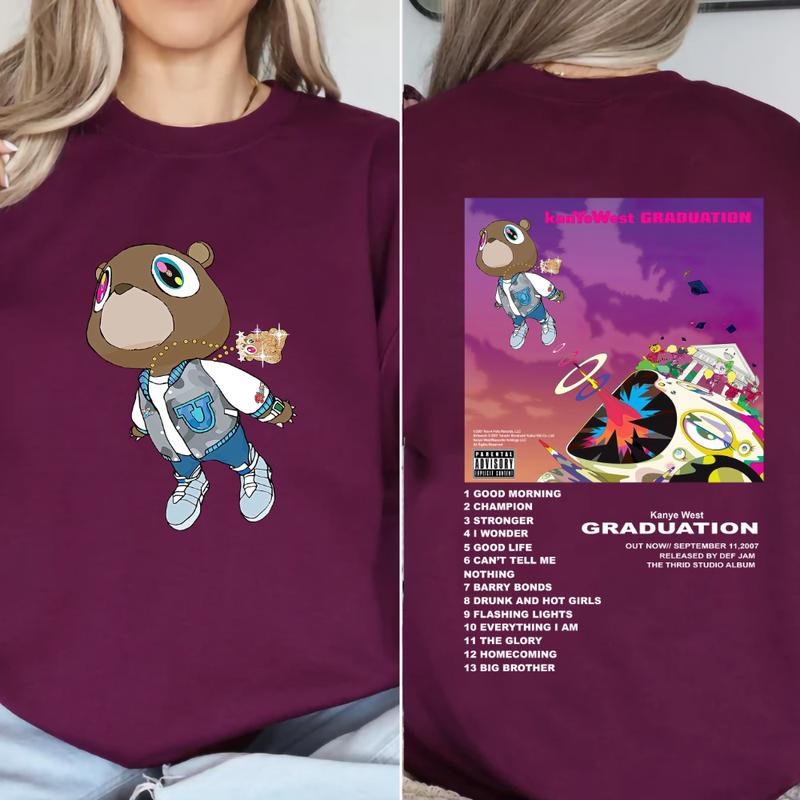 U
kanYeWest GRADUATION
PARENTAL
ADVISORY
EXPLICIT CONTENT
1 GOOD MORNING
2 CHAMPION
3 STRONGER
4 I WONDER
5 GOOD LIFE
6 CAN'T TELL ME
NOTHING
7 BARRY BONDS
8 DRUNK AND HOT GIRLS
9 FLASHING LIGHTS
10 EVERYTHING I AM
11 THE GLORY
12 HOMECOMING
13 BIG BROTHER
Kanye West
GRADUATION
OUT NOW// SEPTEMBER 11,2007
RELEASED BY DEF JAM
THE THRID STUDIO ALBUM